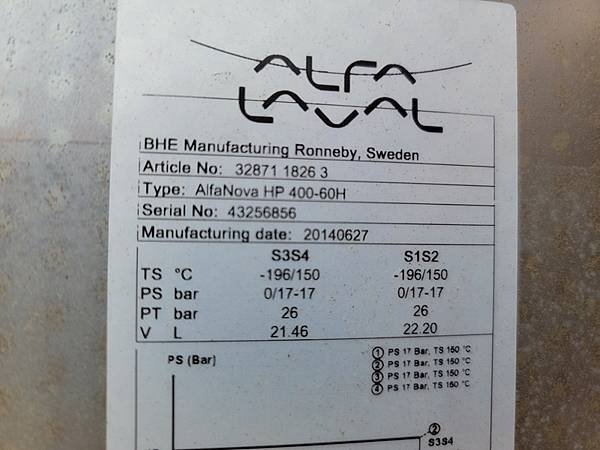 ALFA
LAVAL
BHE Manufacturing Ronneby, Sweden
Article No: 32871 1826 3
Type: AlfaNova HP 400-60H
Serial No: 43256856
Manufacturing date: 20140627
S3S4 S1S2
TS °C -196/150 -196/150
PS bar 0/17-17 0/17-17
PT bar 26 26
V L 21.46 22.20
PS (Bar)
① PS 17 Bar, TS 150 °C
② PS 17 Bar, TS 150 °C
③ PS 17 Bar, TS 150 °C
④ PS 17 Bar, TS 150 °C
②
S3S4